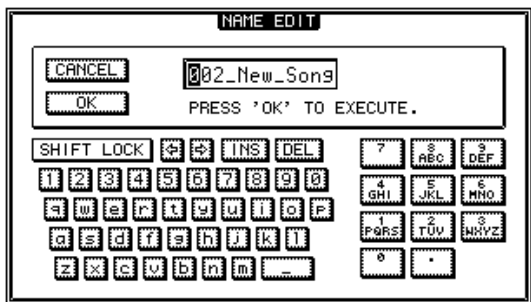 NAME EDIT
CANCEL
002_New_Song
OK
PRESS 'OK' TO EXECUTE.
SHIFT LOCK ← → INS DEL
1 2 3 4 5 6 7 8 9 0
q w e r t y u i o p
a s d f g h j k l
z x c v b n m _
7 8 9
ABC DEF
4 5 6
GHI JKL MNO
1 2 3
PQRS TUV WXYZ
0 .